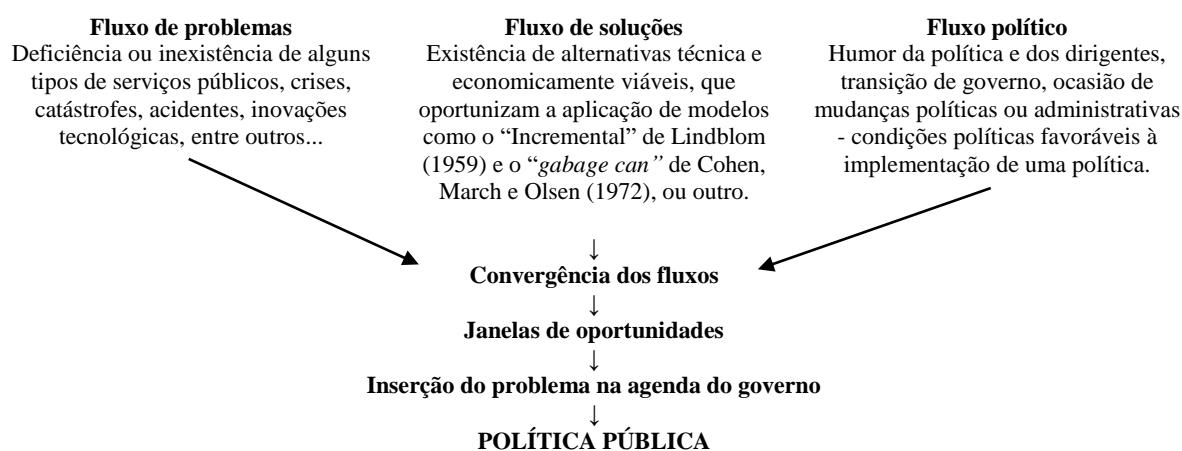 Fluxo de problemas
Deficiência ou inexistência de alguns
tipos de serviços públicos, crises,
catástrofes, acidentes, inovações
tecnológicas, entre outros...
Fluxo de soluções
Existência de alternativas técnica e
economicamente viáveis, que
oportunizam a aplicação de modelos
como o “Incremental” de Lindblom
(1959) e o “gabage can” de Cohen,
March e Olsen (1972), ou outro.
Fluxo político
Humor da política e dos dirigentes,
transição de governo, ocasião de
mudanças políticas ou administrativas
- condições políticas favoráveis à
implementação de uma política.
↓
Convergência dos fluxos
↓
Janelas de oportunidades
↓
Inserção do problema na agenda do governo
↓
POLÍTICA PÚBLICA